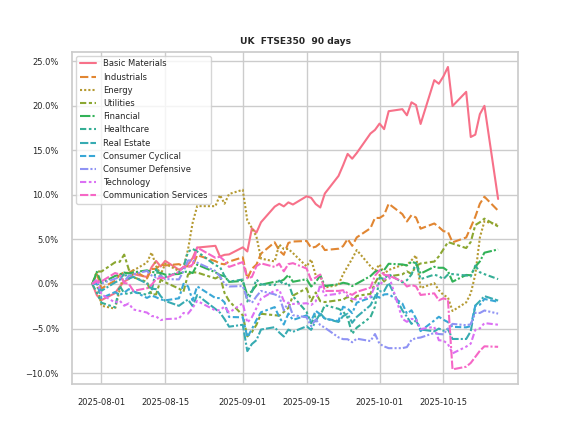 UK FTSE350 90 days
25.0%
20.0%
15.0%
10.0%
5.0%
0.0%
−5.0%
−10.0%
Basic Materials
Industrials
Energy
Utilities
Financial
Healthcare
Real Estate
Consumer Cyclical
Consumer Defensive
Technology
Communication Services
2025-08-01
2025-08-15
2025-09-01
2025-09-15
2025-10-01
2025-10-15